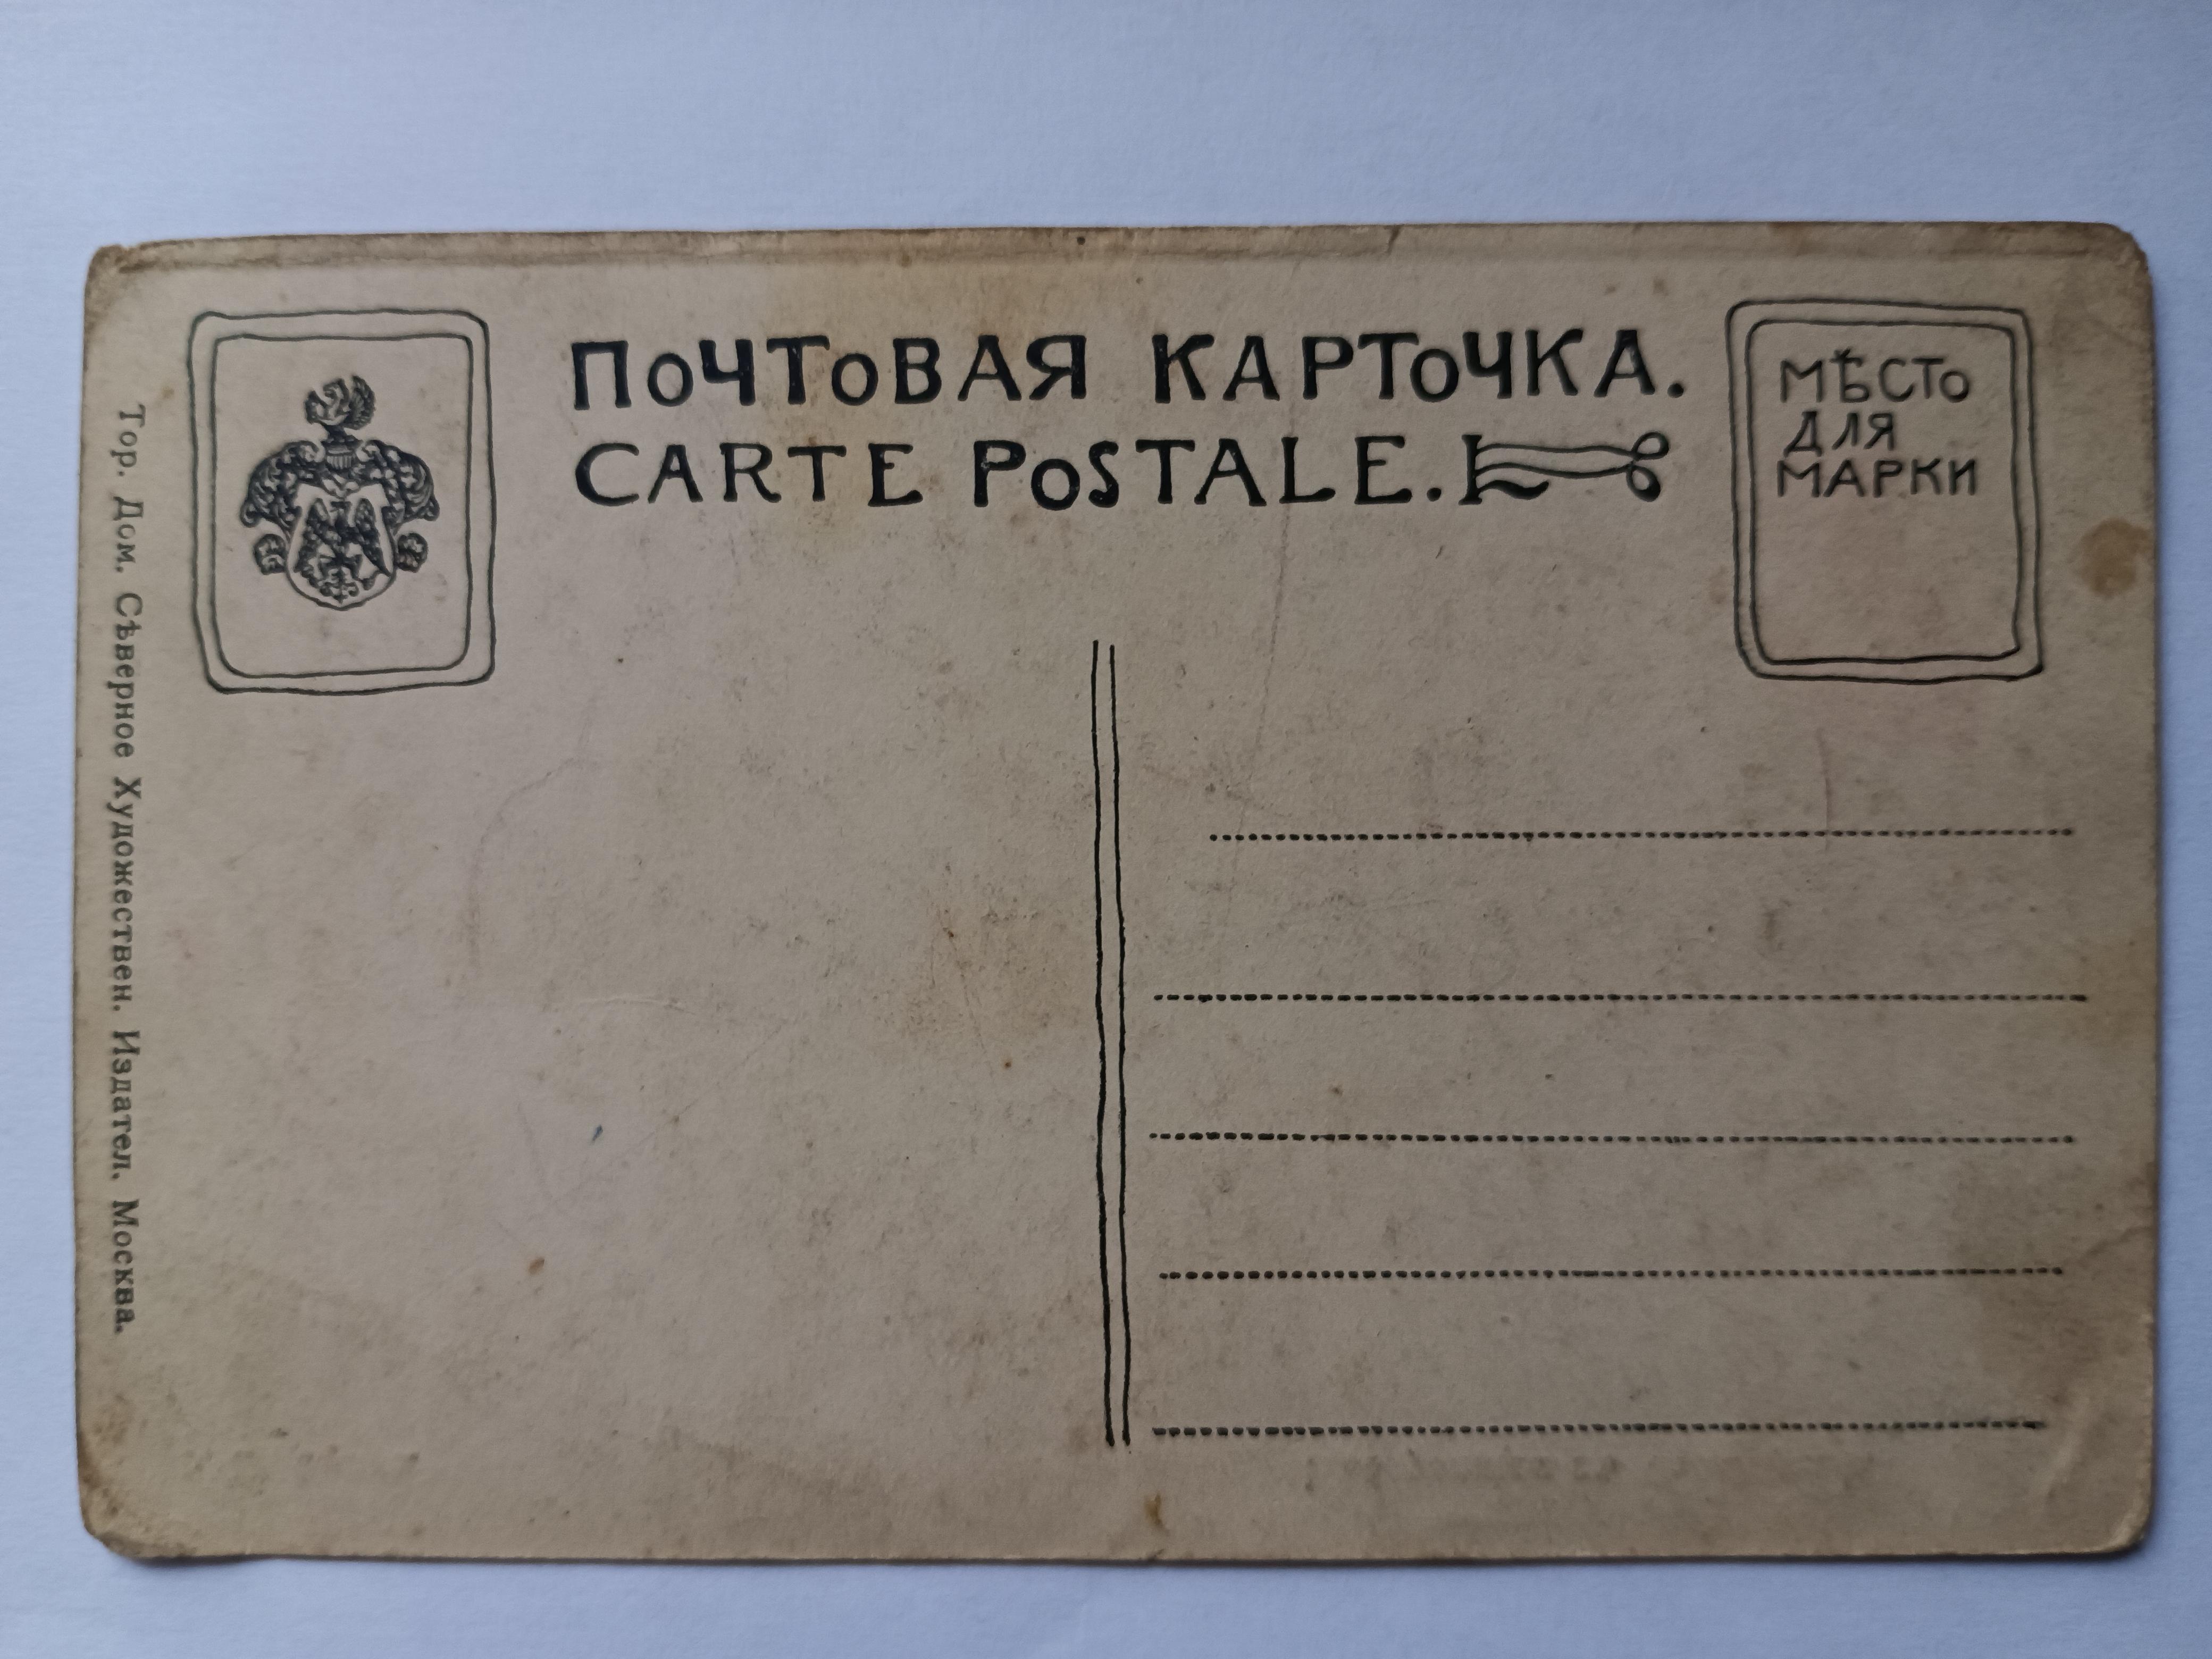 ПОЧТОВАЯ КАРТОЧКА.
CARTE POSTALE.
МѢСТО
ДЛЯ
МАРКИ
Тор. Дом. Сѣверное Художествен. Издател. Москва.